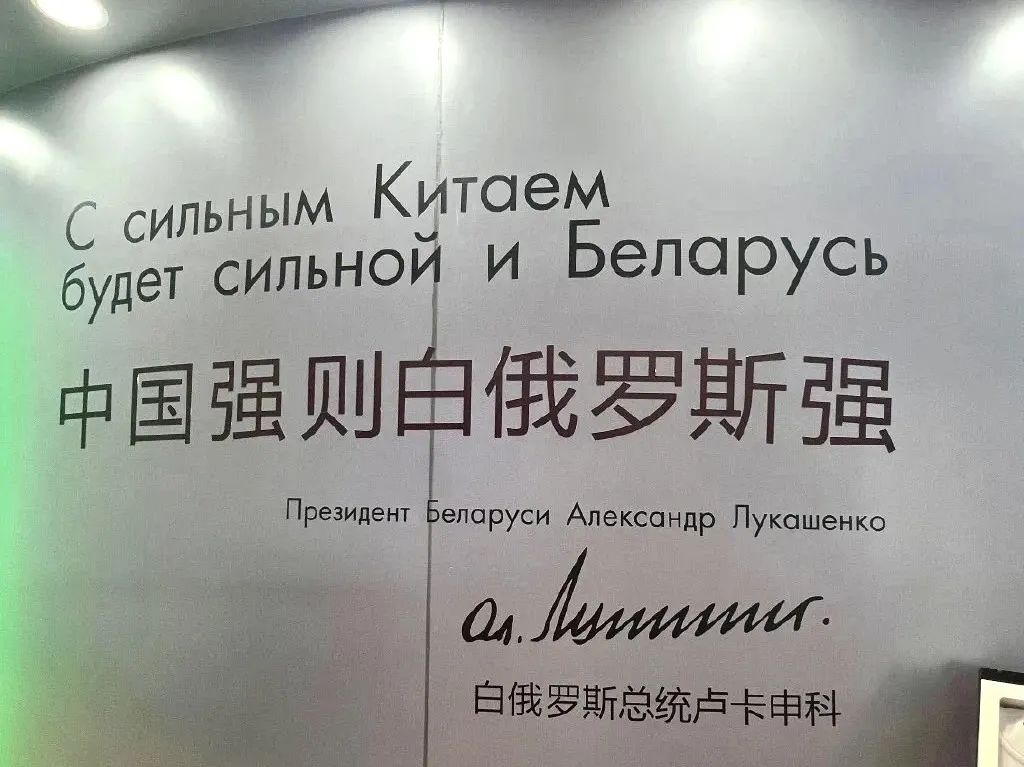 С сильным Китаем
будет сильной и Беларусь
中国强则白俄罗斯强
Президент Беларуси Александр Лукашенко
白俄罗斯总统卢卡申科